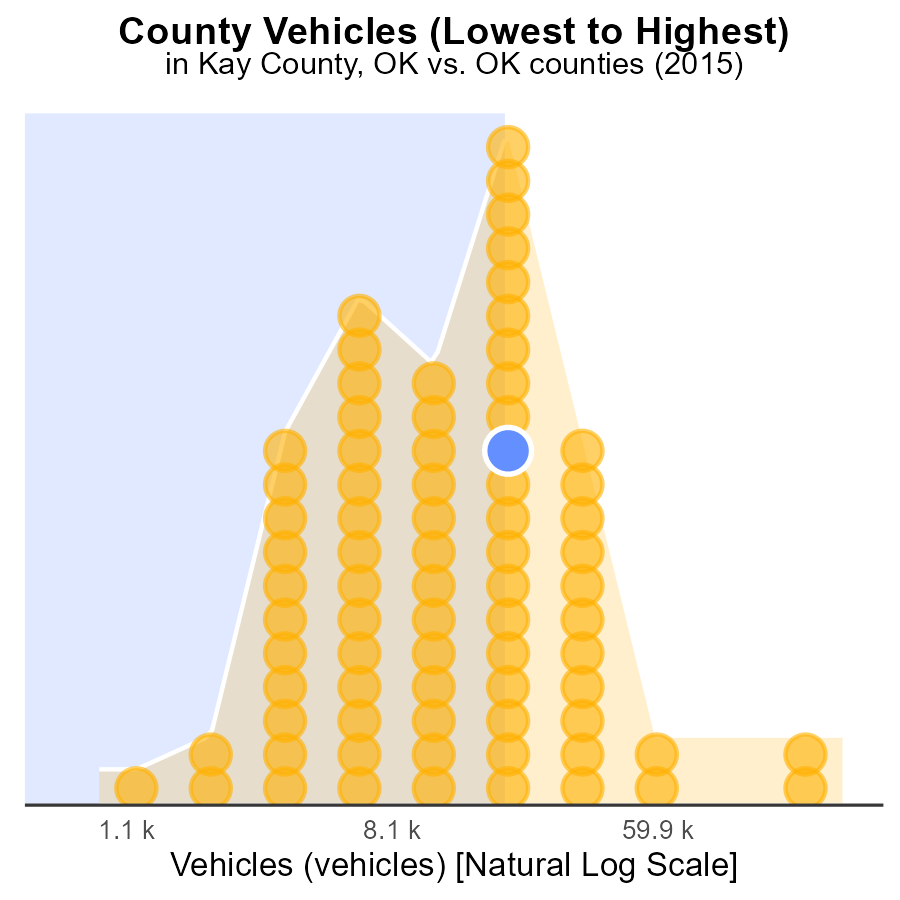 County Vehicles (Lowest to Highest)
in Kay County, OK vs. OK counties (2015)
1.1 k 8.1 k 59.9 k
Vehicles (vehicles) [Natural Log Scale]